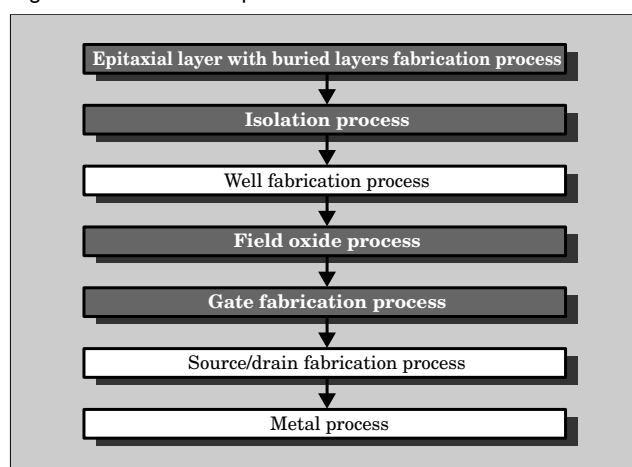 Epitaxial layer with buried layers fabrication process
Isolation process
Well fabrication process
Field oxide process
Gate fabrication process
Source/drain fabrication process
Metal process